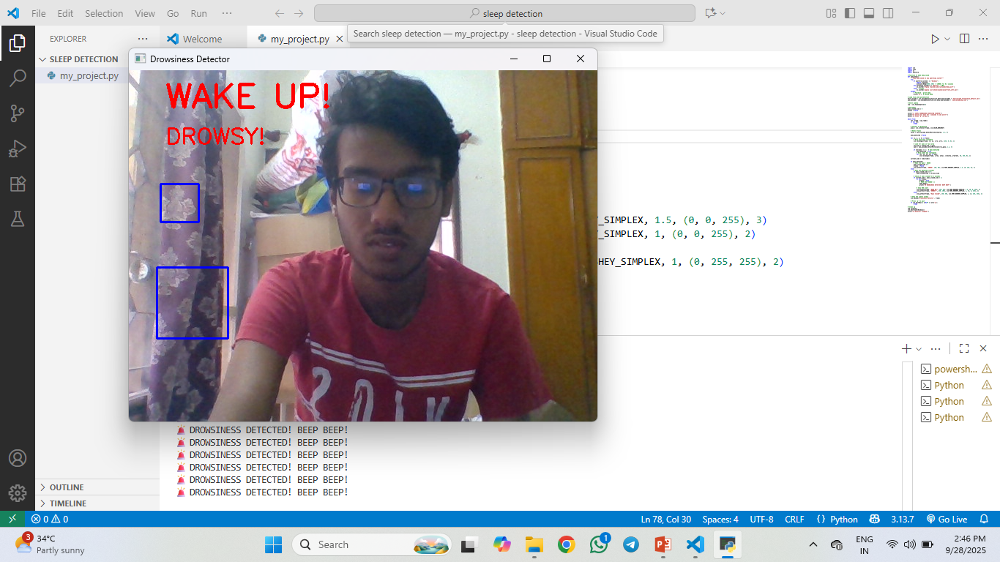 File Edit Selection View Go Run ···
sleep detection
Search sleep detection — my_project.py - sleep detection - Visual Studio Code
EXPLORER
Welcome
my_project.py
SLEEP DETECTION
my_project.py
Drowsiness Detector
WAKE UP!
DROWSY!
Y_SIMPLEX, 1.5, (0, 0, 255), 3)
Y_SIMPLEX, 1, (0, 0, 255), 2)
HEY_SIMPLEX, 1, (0, 255, 255), 2)
powersh...
Python
Python
Python
🚨 DROWSINESS DETECTED! BEEP BEEP!
🚨 DROWSINESS DETECTED! BEEP BEEP!
🚨 DROWSINESS DETECTED! BEEP BEEP!
🚨 DROWSINESS DETECTED! BEEP BEEP!
🚨 DROWSINESS DETECTED! BEEP BEEP!
🚨 DROWSINESS DETECTED! BEEP BEEP!
OUTLINE
TIMELINE
0 0
Ln 78, Col 30 Spaces: 4 UTF-8 CRLF {} Python 3.13.7 Go Live
3
34°C
Partly sunny
Search
1
ENG
IN
2:46 PM
9/28/2025